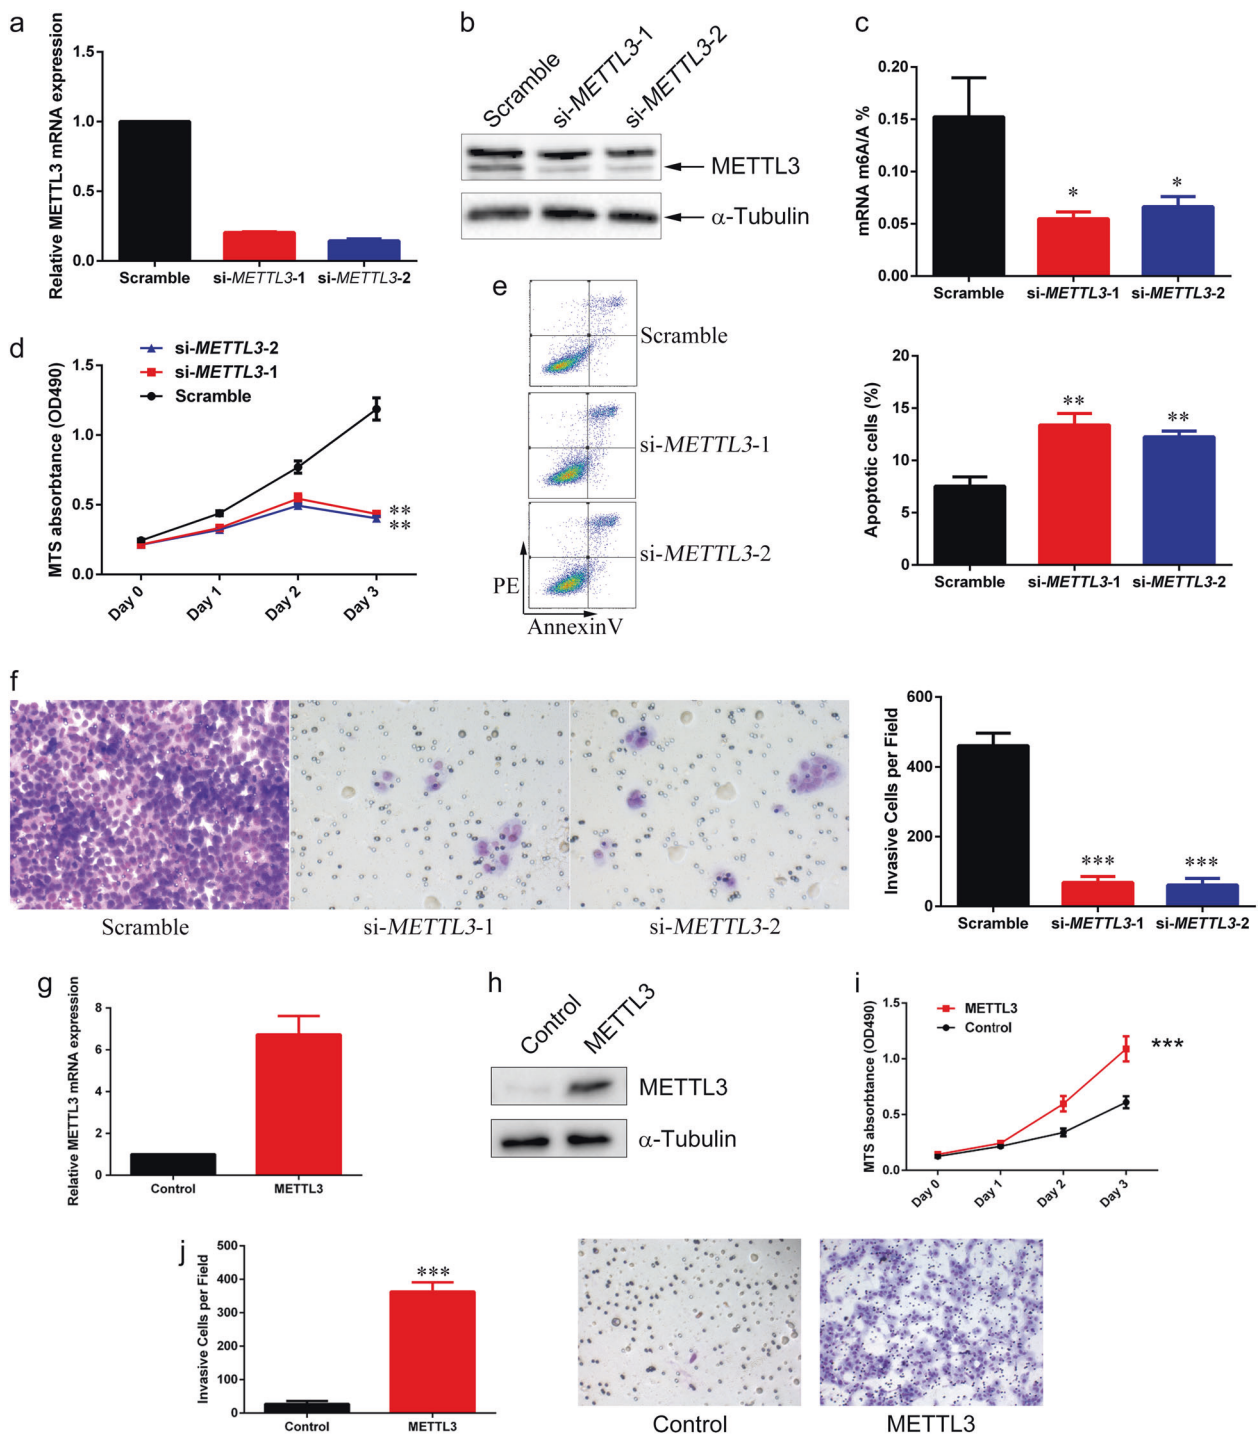 a
Relative METTL3 mRNA expression
1.5
1.0
0.5
0.0
Scramble
si-METTL3-1
si-METTL3-2
b
Scramble
si-METTL3-1
si-METTL3-2
METTL3
α-Tubulin
c
mRNA m6A/A %
0.20
0.15
0.10
0.05
0.00
*
*
Scramble
si-METTL3-1
si-METTL3-2
d
si-METTL3-2
si-METTL3-1
Scramble
MTS absorbtance (OD490)
1.5
1.0
0.5
0.0
**
**
Day 0
Day 1
Day 2
Day 3
e
Scramble
si-METTL3-1
si-METTL3-2
PE
AnnexinV
Apoptotic cells (%)
20
15
10
5
0
**
**
Scramble
si-METTL3-1
si-METTL3-2
f
Scramble
si-METTL3-1
si-METTL3-2
Invasive Cells per Field
600
400
200
0
***
***
Scramble
si-METTL3-1
si-METTL3-2
g
Relative METTL3 mRNA expression
8
6
4
2
0
Control
METTL3
h
Control
METTL3
METTL3
α-Tubulin
i
METTL3
Control
MTS absorbtance (OD490)
1.5
1.0
0.5
0.0
***
Day 0
Day 1
Day 2
Day 3
j
Invasive Cells per Field
500
400
300
200
100
0
***
Control
METTL3
Control
METTL3